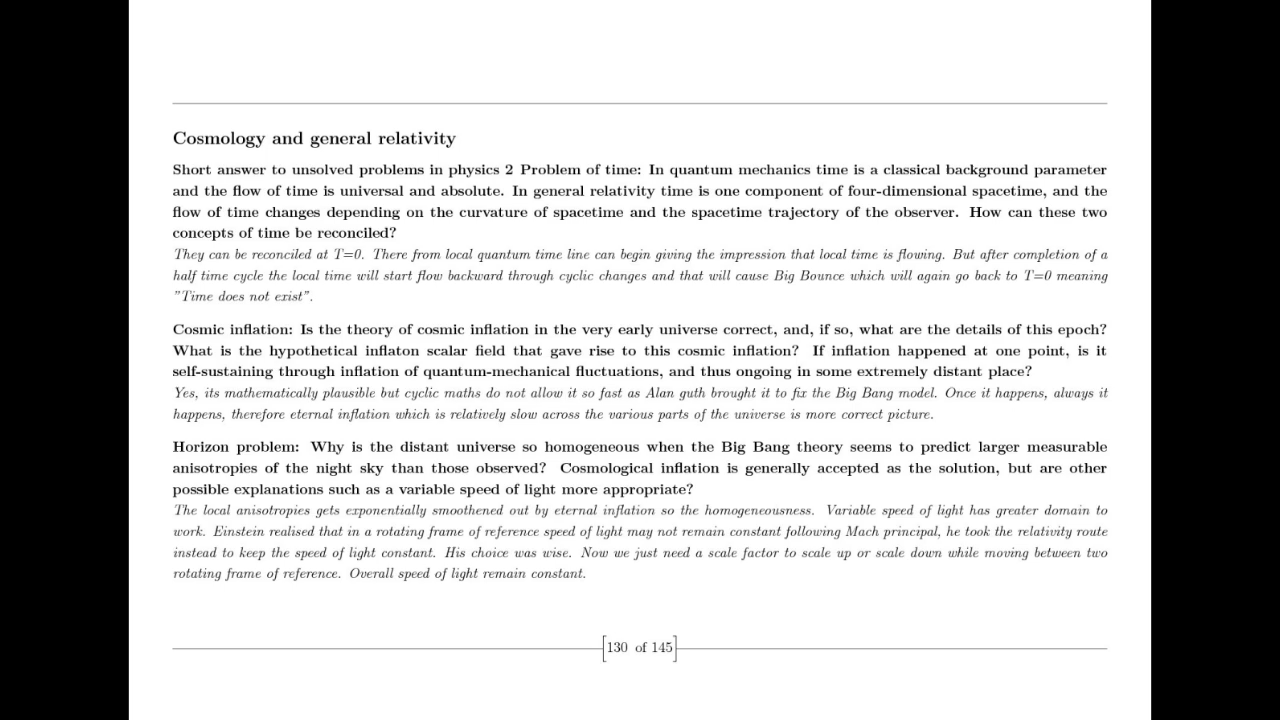 Cosmology and general relativity
Short answer to unsolved problems in physics 2 Problem of time: In quantum mechanics time is a classical background parameter
and the flow of time is universal and absolute. In general relativity time is one component of four-dimensional spacetime, and the
flow of time changes depending on the curvature of spacetime and the spacetime trajectory of the observer. How can these two
concepts of time be reconciled?
They can be reconciled at T=0. There from local quantum time line can begin giving the impression that local time is flowing. But after completion of a
half time cycle the local time will start flow backward through cyclic changes and that will cause Big Bounce which will again go back to T=0 meaning
"Time does not exist".
Cosmic inflation: Is the theory of cosmic inflation in the very early universe correct, and, if so, what are the details of this epoch?
What is the hypothetical inflaton scalar field that gave rise to this cosmic inflation? If inflation happened at one point, is it
self-sustaining through inflation of quantum-mechanical fluctuations, and thus ongoing in some extremely distant place?
Yes, its mathematically plausible but cyclic maths do not allow it so fast as Alan guth brought it to fix the Big Bang model. Once it happens, always it
happens, therefore eternal inflation which is relatively slow across the various parts of the universe is more correct picture.
Horizon problem: Why is the distant universe so homogeneous when the Big Bang theory seems to predict larger measurable
anisotropies of the night sky than those observed? Cosmological inflation is generally accepted as the solution, but are other
possible explanations such as a variable speed of light more appropriate?
The local anisotropies gets exponentially smoothened out by eternal inflation so the homogeneousness. Variable speed of light has greater domain to
work. Einstein realised that in a rotating frame of reference speed of light may not remain constant following Mach principal, he took the relativity route
instead to keep the speed of light constant. His choice was wise. Now we just need a scale factor to scale up or scale down while moving between two
rotating frame of reference. Overall speed of light remain constant.
130 of 145